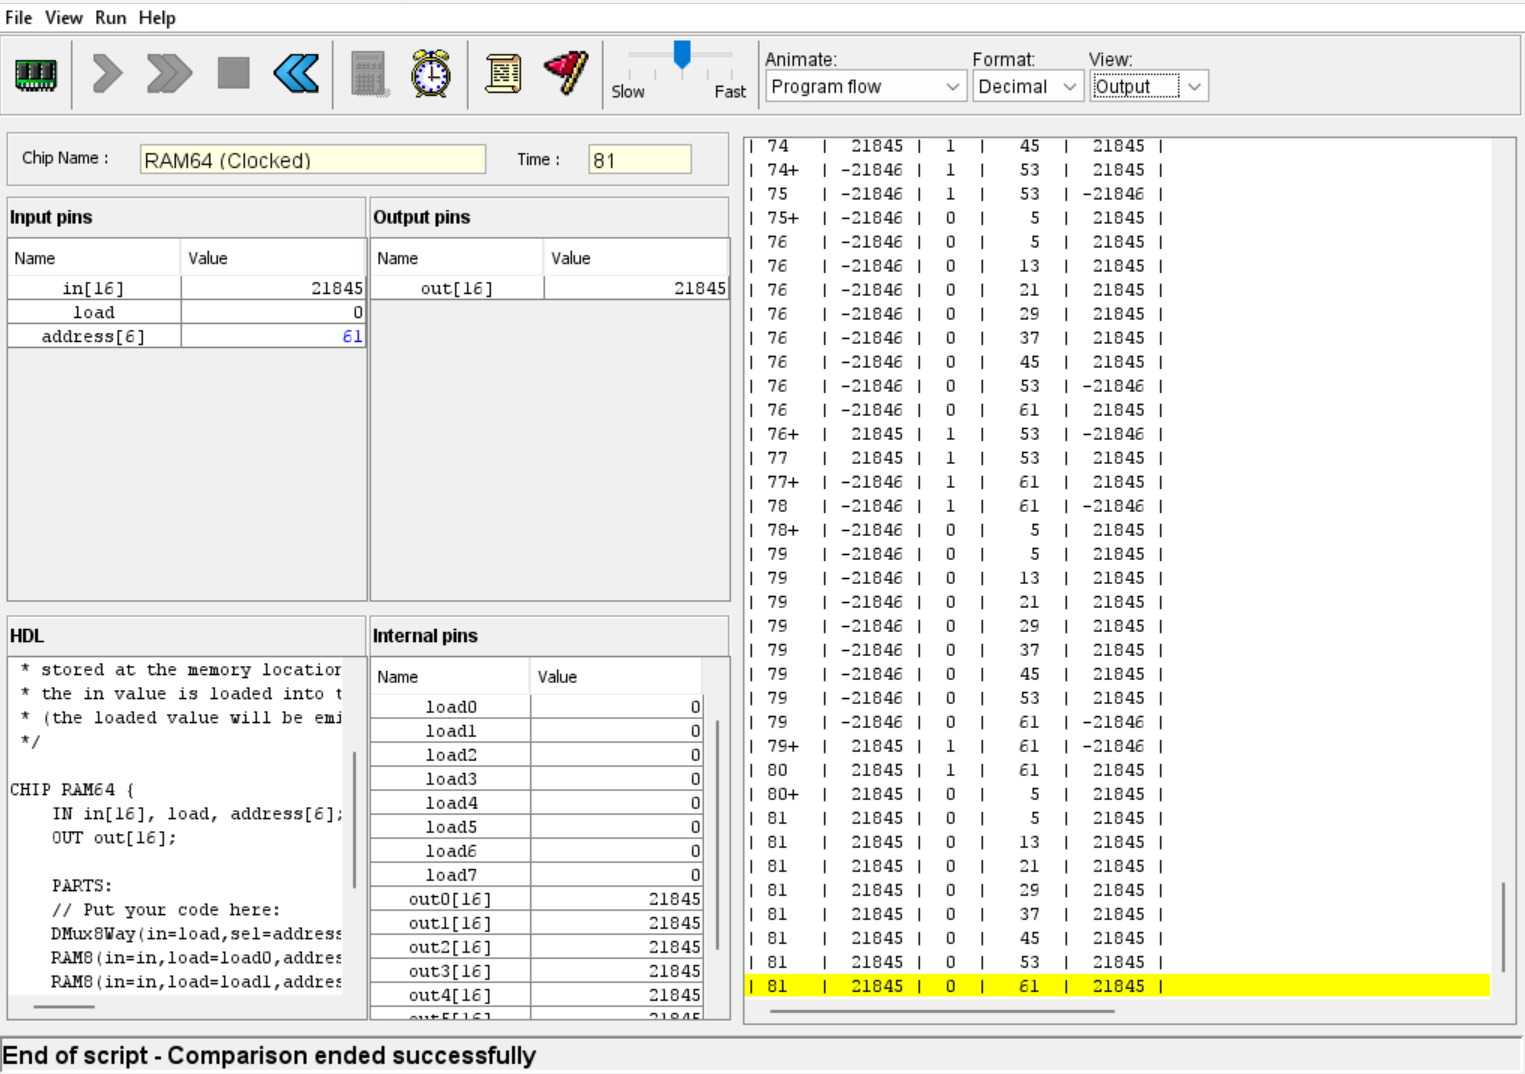 File View Run Help
Animate: Format: View:
Slow Fast Program flow Decimal Output
Chip Name : RAM64 (Clocked) Time : 81
Input pins
Name Value
in[16] 21845
load 0
address[6] 61
Output pins
Name Value
out[16] 21845
HDL
* stored at the memory location
* the in value is loaded into t
* (the loaded value will be emi
*/
CHIP RAM64 {
IN in[16], load, address[6];
OUT out[16];
PARTS:
// Put your code here:
DMux8Way(in=load,sel=address
RAM8(in=in,load=load0,addres
RAM8(in=in,load=load1,addres
Internal pins
Name Value
load0 0
load1 0
load2 0
load3 0
load4 0
load5 0
load6 0
load7 0
out0[16] 21845
out1[16] 21845
out2[16] 21845
out3[16] 21845
out4[16] 21845
out5[16] 21845
| 74 | 21845 | 1 | 45 | 21845 |
| 74+ | -21846 | 1 | 53 | 21845 |
| 75 | -21846 | 1 | 53 | -21846 |
| 75+ | -21846 | 0 | 5 | 21845 |
| 76 | -21846 | 0 | 5 | 21845 |
| 76 | -21846 | 0 | 13 | 21845 |
| 76 | -21846 | 0 | 21 | 21845 |
| 76 | -21846 | 0 | 29 | 21845 |
| 76 | -21846 | 0 | 37 | 21845 |
| 76 | -21846 | 0 | 45 | 21845 |
| 76 | -21846 | 0 | 53 | -21846 |
| 76 | -21846 | 0 | 61 | 21845 |
| 76+ | 21845 | 1 | 53 | -21846 |
| 77 | 21845 | 1 | 53 | 21845 |
| 77+ | -21846 | 1 | 61 | 21845 |
| 78 | -21846 | 1 | 61 | -21846 |
| 78+ | -21846 | 0 | 5 | 21845 |
| 79 | -21846 | 0 | 5 | 21845 |
| 79 | -21846 | 0 | 13 | 21845 |
| 79 | -21846 | 0 | 21 | 21845 |
| 79 | -21846 | 0 | 29 | 21845 |
| 79 | -21846 | 0 | 37 | 21845 |
| 79 | -21846 | 0 | 45 | 21845 |
| 79 | -21846 | 0 | 53 | 21845 |
| 79 | -21846 | 0 | 61 | -21846 |
| 79+ | 21845 | 1 | 61 | -21846 |
| 80 | 21845 | 1 | 61 | 21845 |
| 80+ | 21845 | 0 | 5 | 21845 |
| 81 | 21845 | 0 | 5 | 21845 |
| 81 | 21845 | 0 | 13 | 21845 |
| 81 | 21845 | 0 | 21 | 21845 |
| 81 | 21845 | 0 | 29 | 21845 |
| 81 | 21845 | 0 | 37 | 21845 |
| 81 | 21845 | 0 | 45 | 21845 |
| 81 | 21845 | 0 | 53 | 21845 |
| 81 | 21845 | 0 | 61 | 21845 |
End of script - Comparison ended successfully